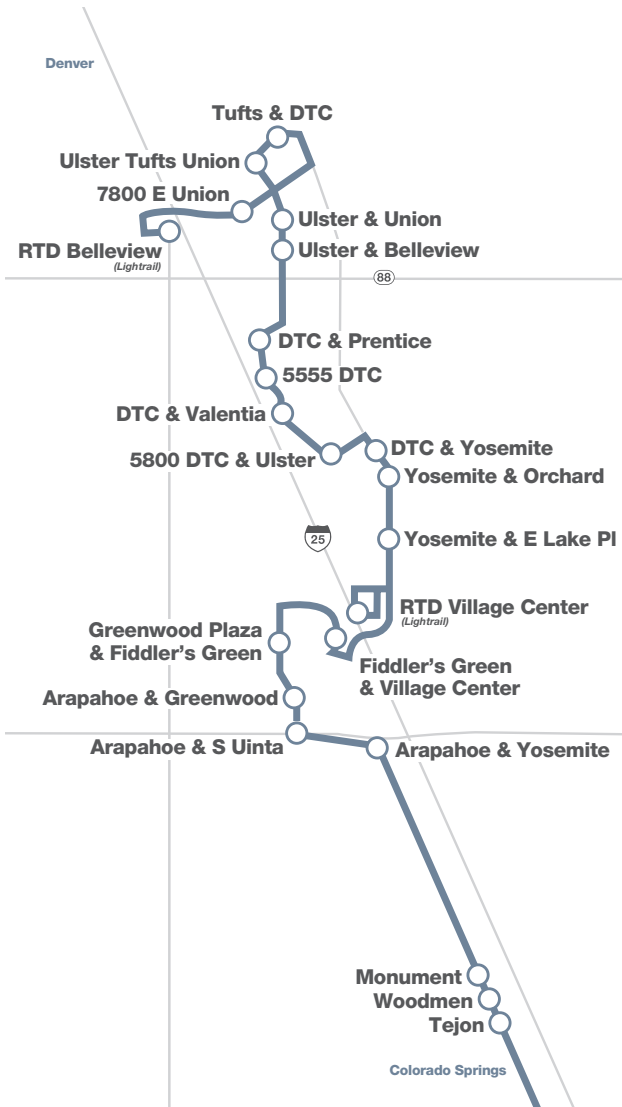 Denver
Tufts & DTC
Ulster Tufts Union
7800 E Union
Ulster & Union
RTD Belleview
(Lightrail)
Ulster & Belleview
88
DTC & Prentice
5555 DTC
DTC & Valentia
5800 DTC & Ulster
DTC & Yosemite
Yosemite & Orchard
25
Yosemite & E Lake Pl
RTD Village Center
(Lightrail)
Greenwood Plaza
& Fiddler's Green
Fiddler's Green
& Village Center
Arapahoe & Greenwood
Arapahoe & S Uinta
Arapahoe & Yosemite
Monument
Woodmen
Tejon
Colorado Springs